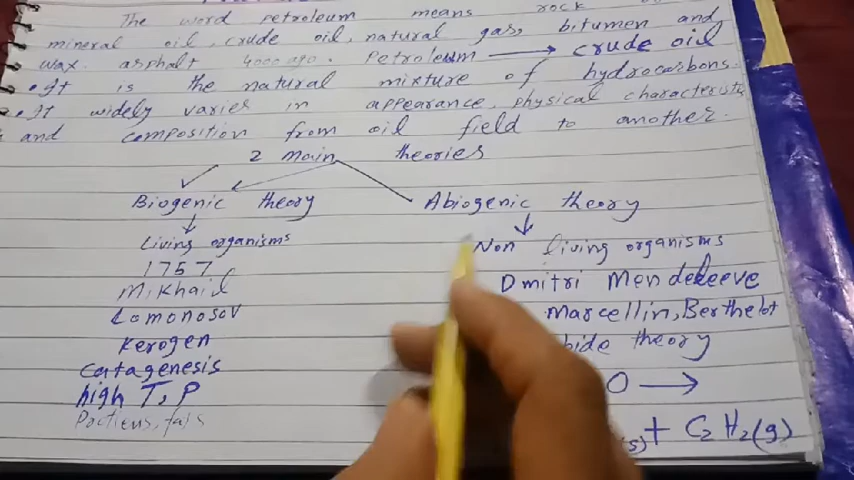 The word petroleum means rock
mineral oil, crude oil, natural gas, bitumen and
wax. asphalt 4000 ago. Petroleum → crude oil
• It is the natural mixture of hydrocarbons.
• It widely varies in appearance, physical characterists
and composition from oil field to another.
2 main theories
Biogenic theory
Abiogenic theory
Living organisms
Non living organisms
1757
Mikhail
Dmitri Mendeleeve
Lomonosov
Marcellin, Berthelot
Kerogen
bide theory
Catagenesis
high T, P
O →
(s) + C2H2(g)